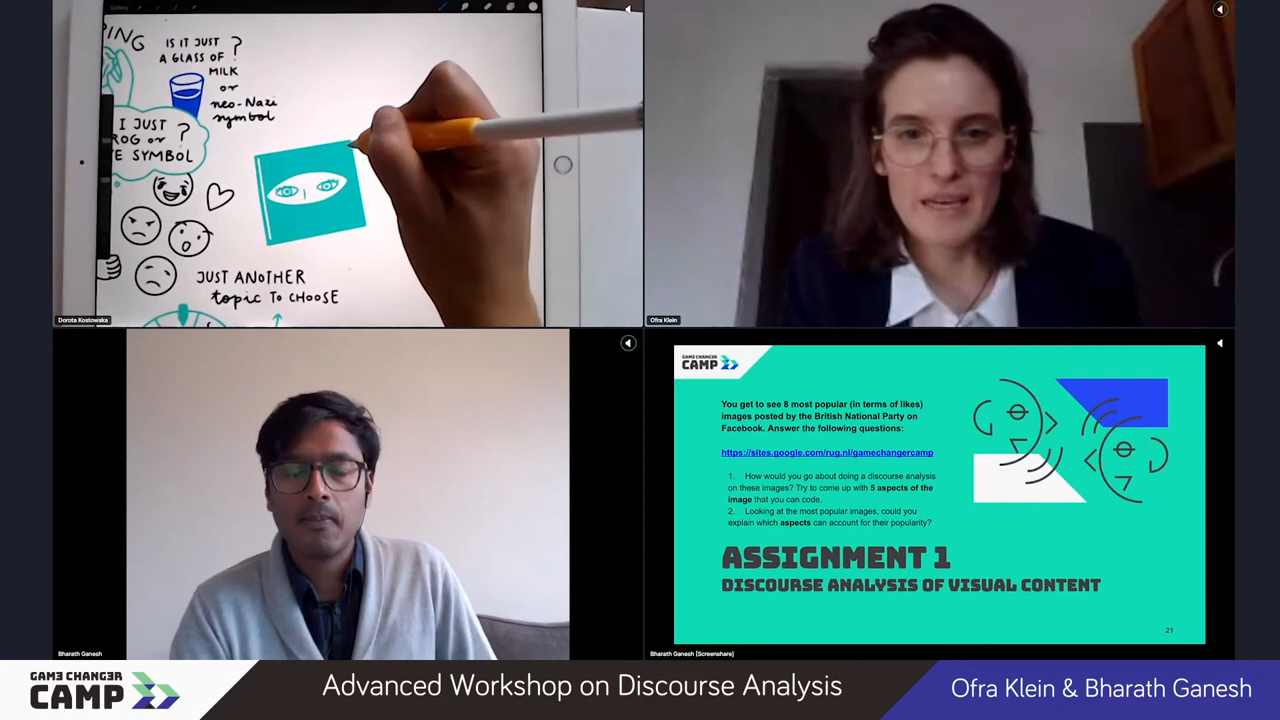 Gallery
PING
IS IT JUST ?
A GLASS OF
MILK
or
neo-Nazi
symbol
I JUST ?
ROG or
E SYMBOL
JUST ANOTHER
topic TO CHOOSE
Dorota Kostowska
Ofra Klein
Bharath Ganesh
GAME CHANGER
CAMP
You get to see 8 most popular (in terms of likes)
images posted by the British National Party on
Facebook. Answer the following questions:
https://sites.google.com/rug.nl/gamechangercamp
1. How would you go about doing a discourse analysis
on these images? Try to come up with 5 aspects of the
image that you can code.
2. Looking at the most popular images, could you
explain which aspects can account for their popularity?
ASSIGNMENT 1
DISCOURSE ANALYSIS OF VISUAL CONTENT
21
Bharath Ganesh [Screenshare]
GAME CHANGER
CAMP
Advanced Workshop on Discourse Analysis
Ofra Klein & Bharath Ganesh